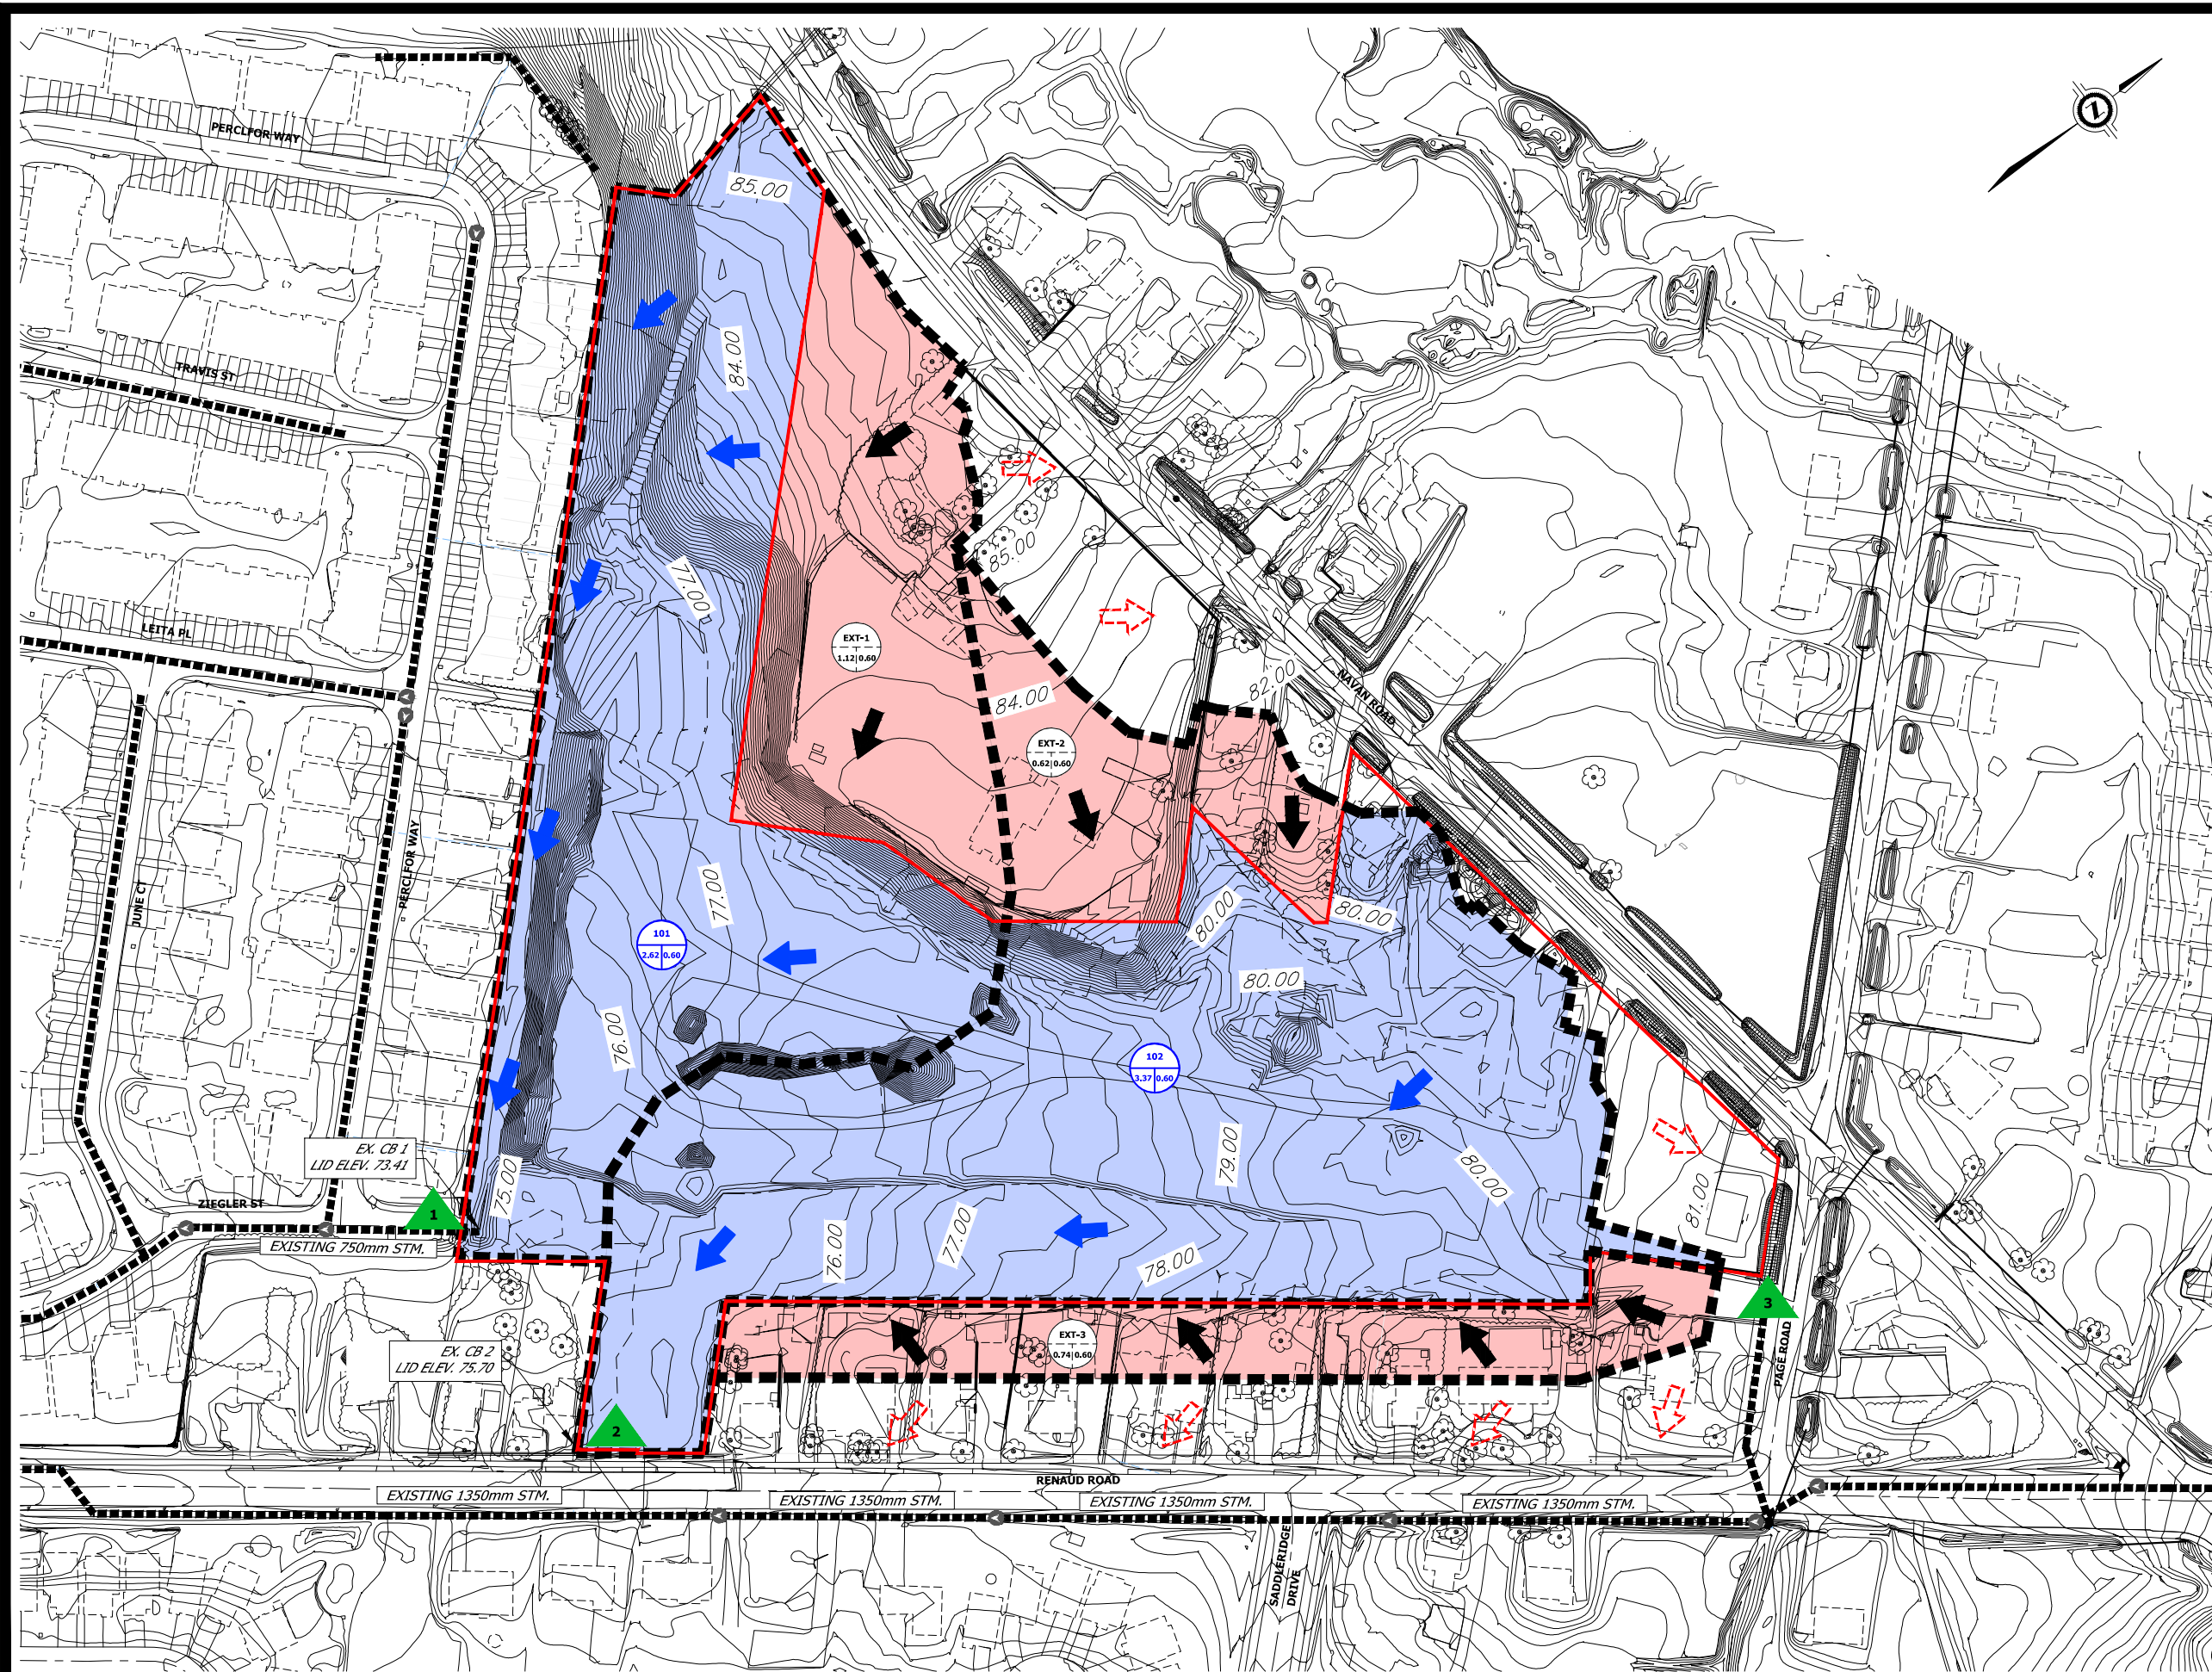 Z
PERCLFOR WAY
85.00
84.00
TRAVIS ST
85.00
77.00
LEITA PL
EXT-1
1.12|0.60
84.00
82.00
NAVAN ROAD
EXT-2
0.62|0.60
PERCLFOR WAY
JUNE CT
77.00
80.00
80.00
101
2.62|0.60
80.00
76.00
102
3.37|0.60
EX. CB 1
LID ELEV. 73.41
79.00
80.00
75.00
81.00
ZIEGLER ST
1
EXISTING 750mm STM.
76.00
77.00
78.00
3
EXT-3
0.74|0.60
PAGE ROAD
EX. CB 2
LID ELEV. 75.70
2
RENAUD ROAD
EXISTING 1350mm STM.
EXISTING 1350mm STM.
EXISTING 1350mm STM.
EXISTING 1350mm STM.
SADDLERIDGE
DRIVE